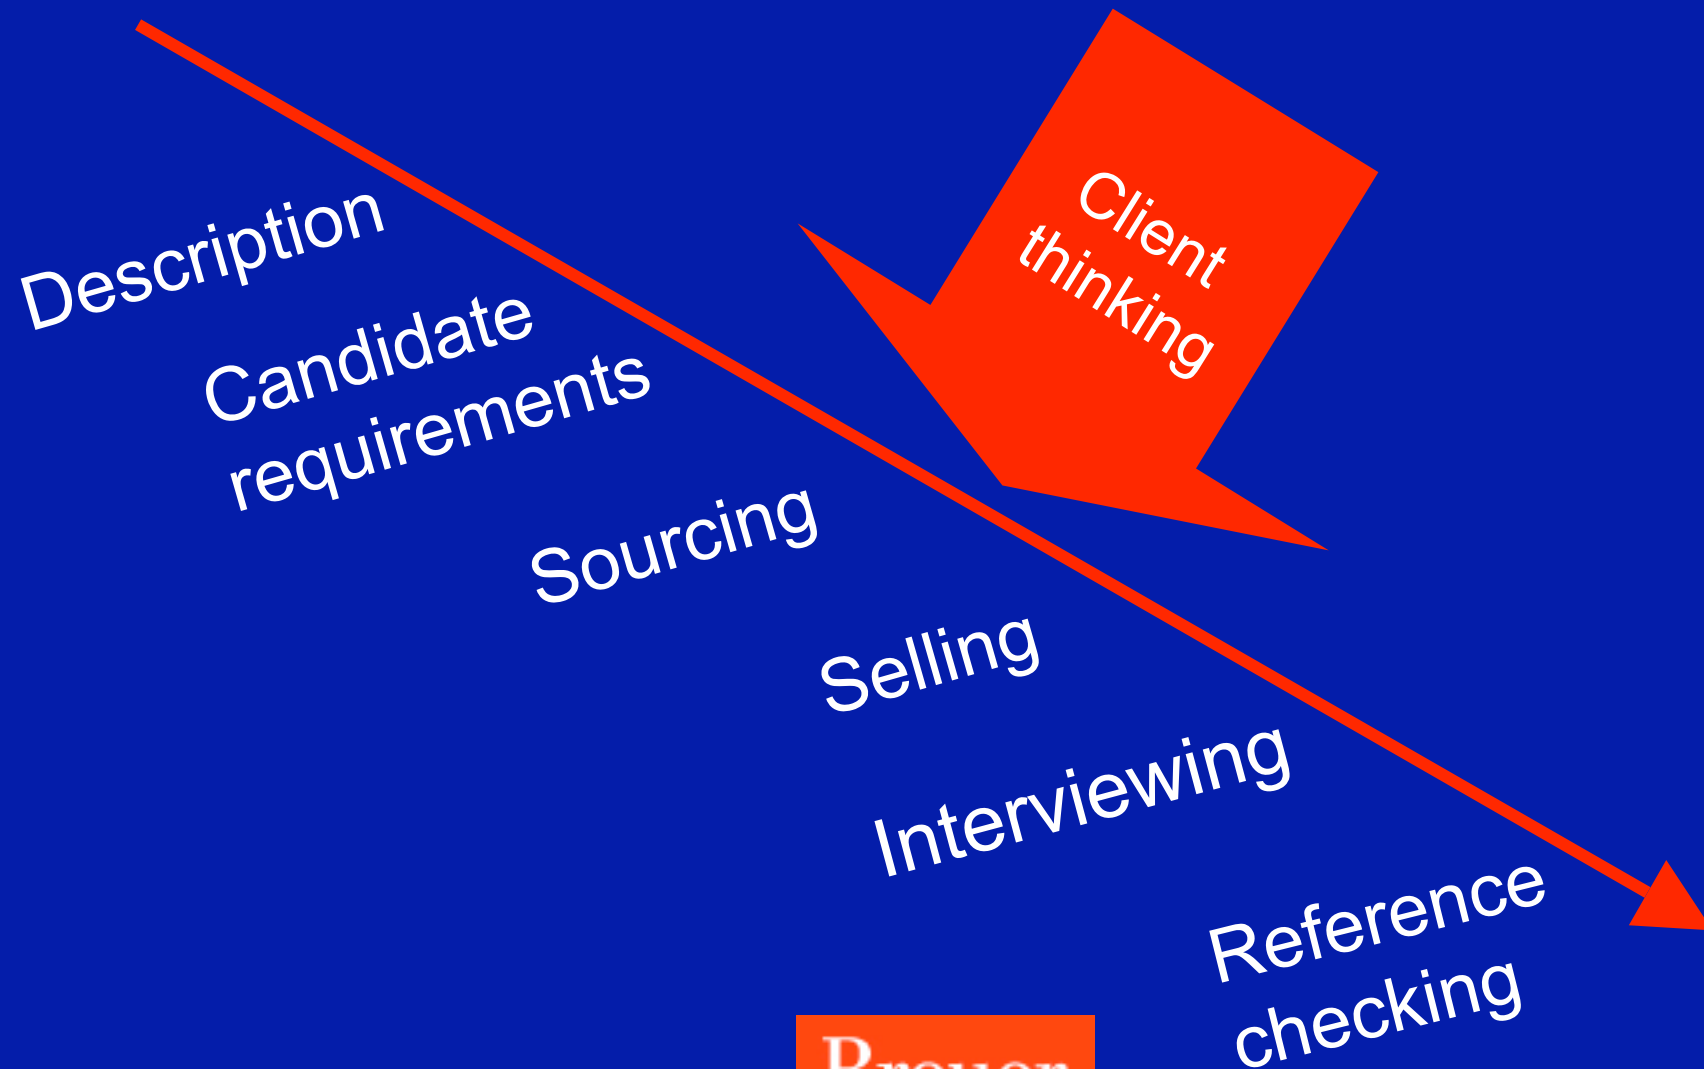 Description
Candidate
requirements
Client
thinking
Sourcing
Selling
Interviewing
Reference
checking